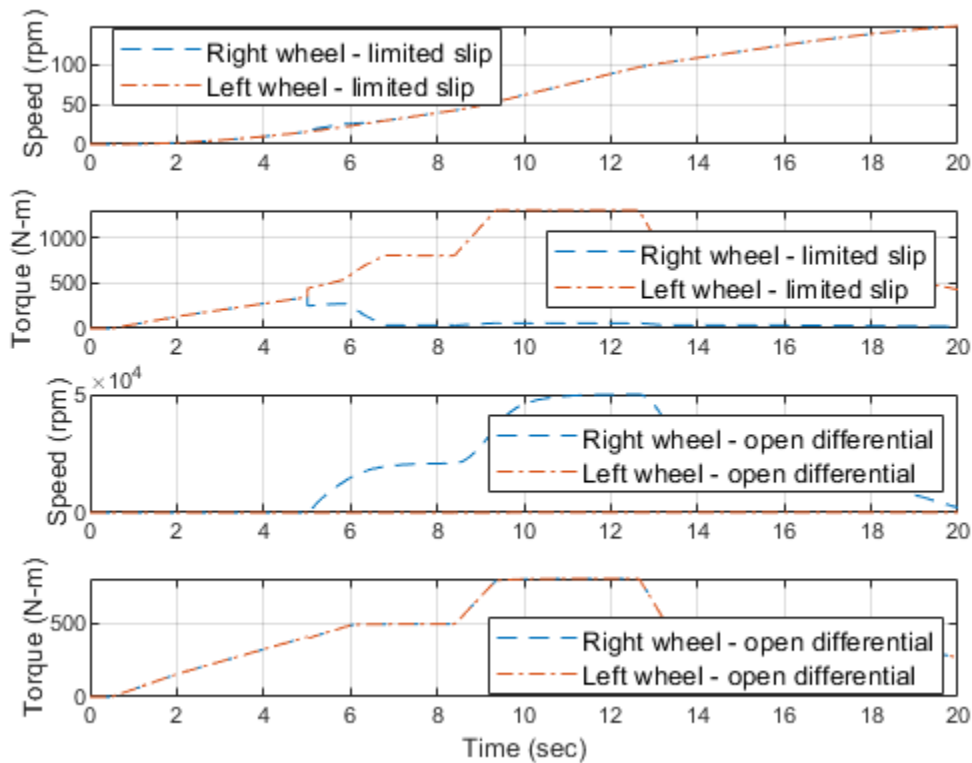 Speed (rpm)
100
50
0
Right wheel - limited slip
Left wheel - limited slip
0 2 4 6 8 10 12 14 16 18 20
Torque (N-m)
1000
500
0
Right wheel - limited slip
Left wheel - limited slip
0 2 4 6 8 10 12 14 16 18 20
×10⁴
Speed (rpm)
5
0
Right wheel - open differential
Left wheel - open differential
0 2 4 6 8 10 12 14 16 18 20
Torque (N-m)
500
0
Right wheel - open differential
Left wheel - open differential
0 2 4 6 8 10 12 14 16 18 20
Time (sec)